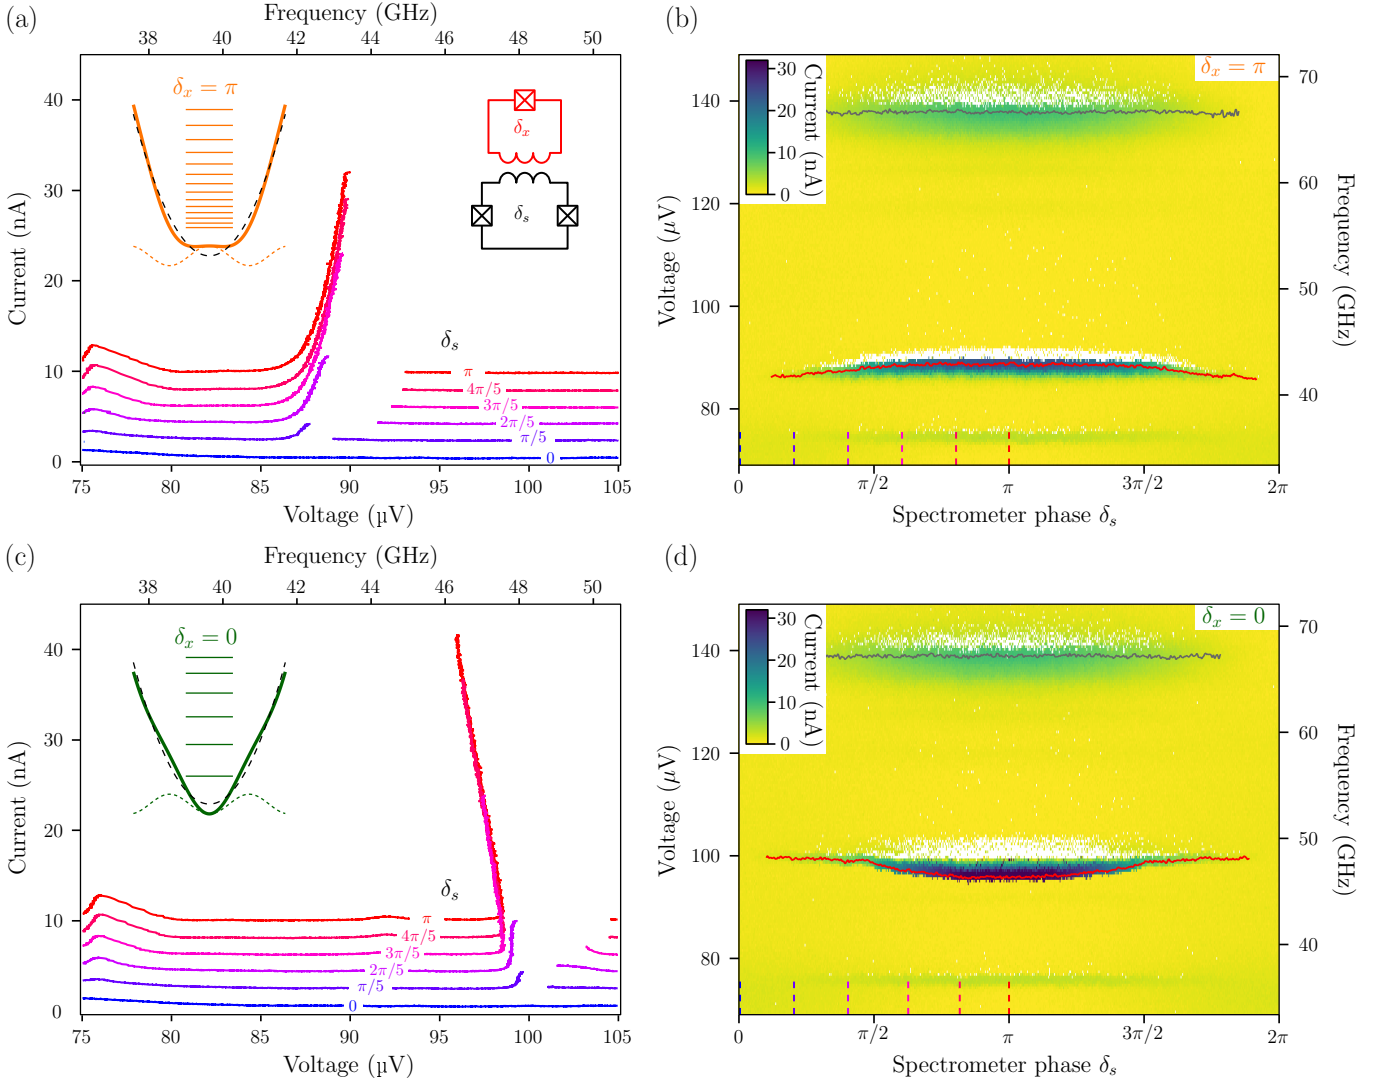 (a)
Frequency (GHz)
38 40 42 44 46 48 50
δx = π
δx
δs
δs
π
4π/5
3π/5
2π/5
π/5
0
Current (nA)
40
30
20
10
0
75 80 85 90 95 100 105
Voltage (µV)
(b)
δx = π
Current (nA)
30
20
10
0
Voltage (µV)
140
120
100
80
Frequency (GHz)
70
60
50
40
0 π/2 π 3π/2 2π
Spectrometer phase δs
(c)
Frequency (GHz)
38 40 42 44 46 48 50
δx = 0
δs
π
4π/5
3π/5
2π/5
π/5
0
Current (nA)
40
30
20
10
0
75 80 85 90 95 100 105
Voltage (µV)
(d)
δx = 0
Current (nA)
30
20
10
0
Voltage (µV)
140
120
100
80
Frequency (GHz)
70
60
50
40
0 π/2 π 3π/2 2π
Spectrometer phase δs